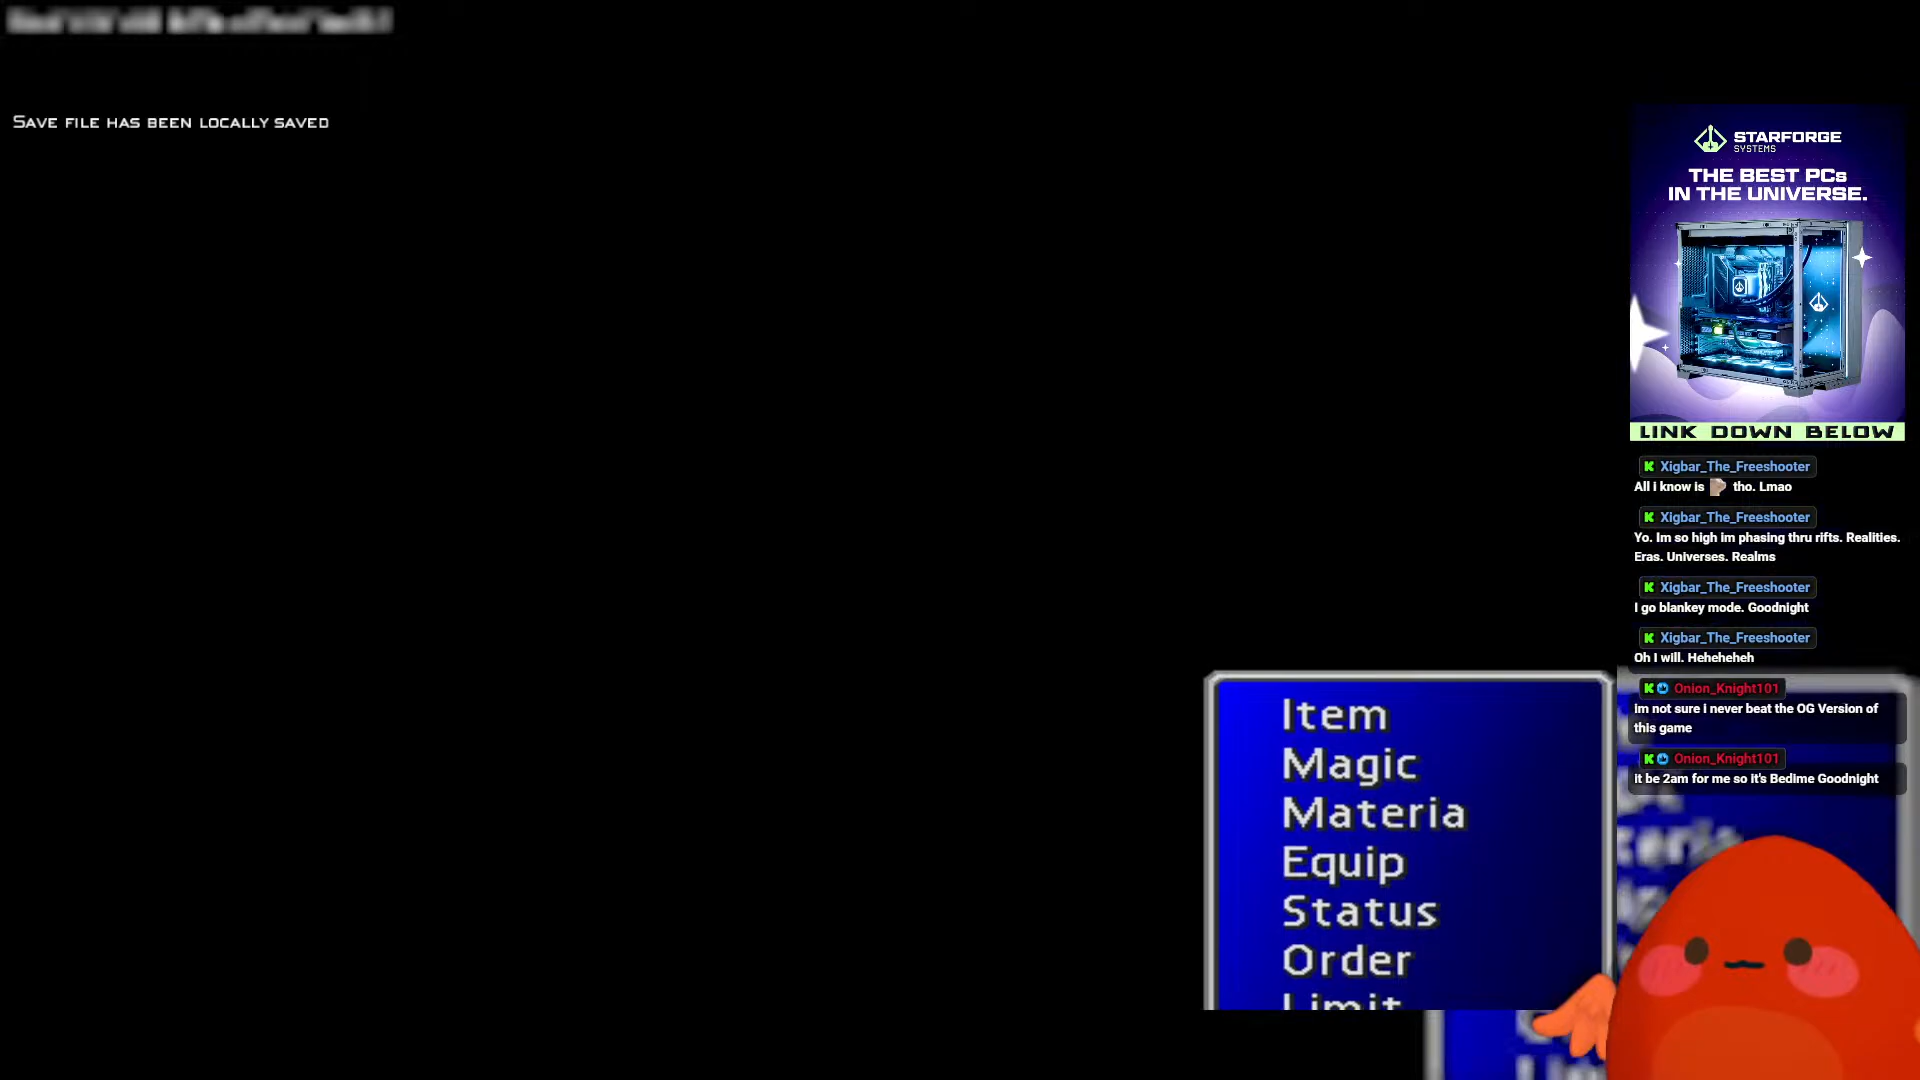 SAVE FILE HAS BEEN LOCALLY SAVED
STARFORGE
SYSTEMS
THE BEST PCs
IN THE UNIVERSE.
LINK DOWN BELOW
Xigbar_The_Freeshooter
All i know is tho. Lmao
Xigbar_The_Freeshooter
Yo. Im so high im phasing thru rifts. Realities.
Eras. Universes. Realms
Xigbar_The_Freeshooter
I go blankey mode. Goodnight
Xigbar_The_Freeshooter
Oh I will. Heheheheh
Onion_Knight101
im not sure i never beat the OG Version of
this game
Onion_Knight101
it be 2am for me so it's Bedime Goodnight
Item
Magic
Materia
Equip
Status
Order
Limit